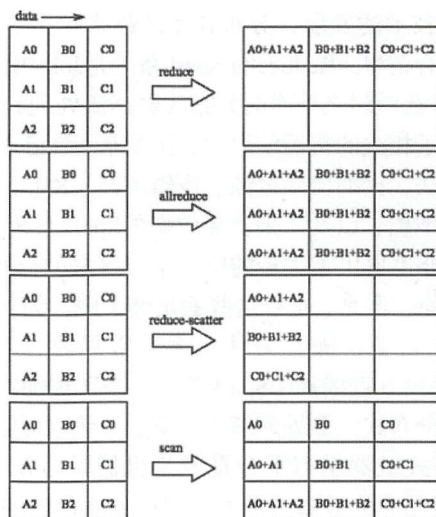 data
A0 B0 C0 A0+A1+A2 B0+B1+B2 C0+C1+C2
reduce
A1 B1 C1
A2 B2 C2
A0 B0 C0 A0+A1+A2 B0+B1+B2 C0+C1+C2
allreduce
A1 B1 C1 A0+A1+A2 B0+B1+B2 C0+C1+C2
A2 B2 C2 A0+A1+A2 B0+B1+B2 C0+C1+C2
A0 B0 C0 A0+A1+A2
reduce-scatter
A1 B1 C1 B0+B1+B2
A2 B2 C2 C0+C1+C2
A0 B0 C0 A0 B0 C0
scan
A1 B1 C1 A0+A1 B0+B1 C0+C1
A2 B2 C2 A0+A1+A2 B0+B1+B2 C0+C1+C2